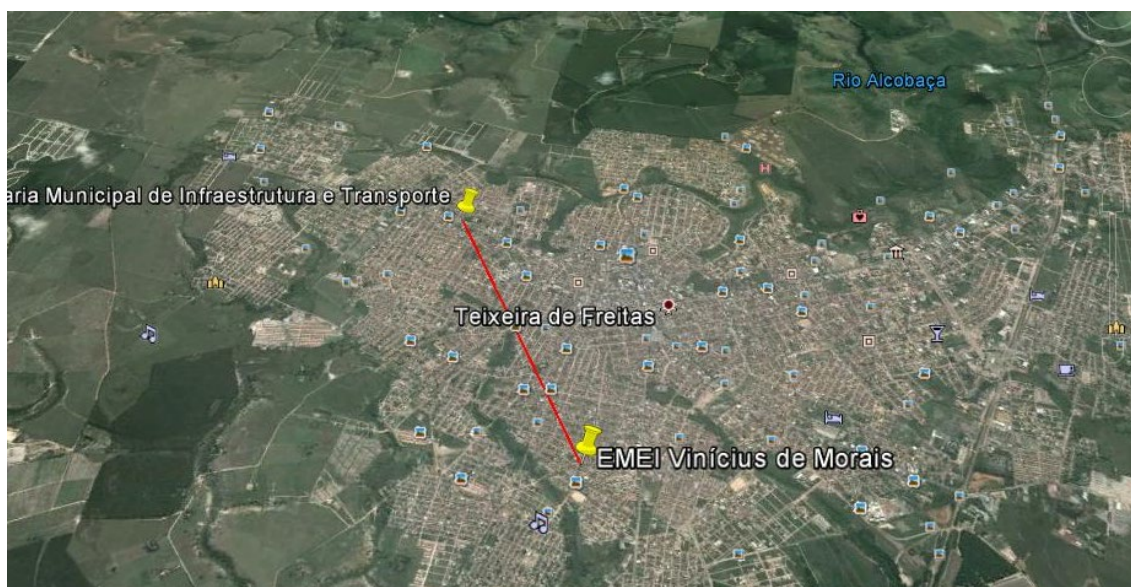 Rio Alcobaça
aria Municipal de Infraestrutura e Transporte
Teixeira de Freitas
EMEI Vinícius de Morais
H